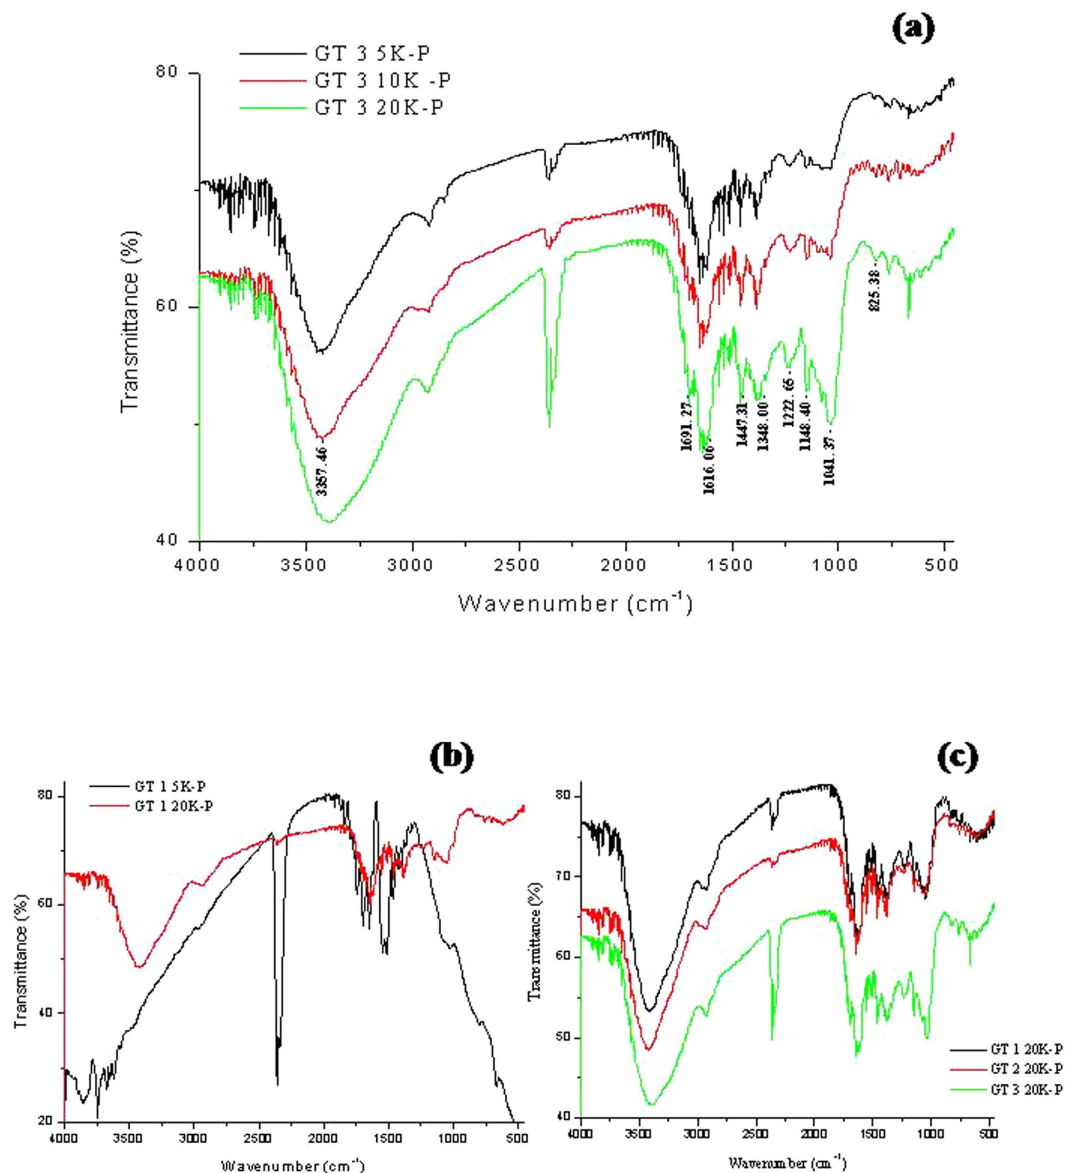 (a)
GT 3 5K-P
GT 3 10K -P
GT 3 20K-P
80
60
40
Transmittance (%)
3357.46
1691.27
1616.06
1447.31
1348.00
1222.65
1148.40
1041.37
825.38
4000 3500 3000 2500 2000 1500 1000 500
Wavenumber (cm-1)
(b)
GT 1 5K-P
GT 1 20K-P
80
60
40
20
Transmittance (%)
4000 3500 3000 2500 2000 1500 1000 500
Wavenumber (cm-1)
(c)
80
70
60
50
40
Transmittance (%)
GT 1 20K-P
GT 2 20K-P
GT 3 20K-P
4000 3500 3000 2500 2000 1500 1000 500
Wavenumber (cm-1)